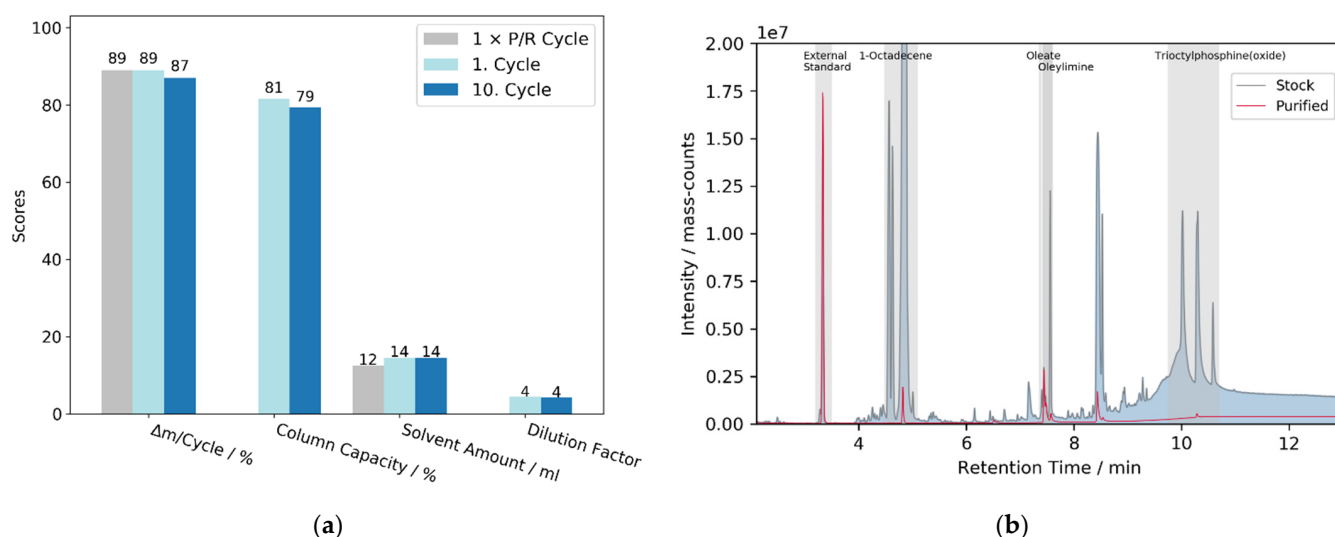 100
80
60
40
20
0
Scores
89
89
87
81
79
12
14
14
4
4
1 × P/R Cycle
1. Cycle
10. Cycle
Δm/Cycle / %
Column Capacity / %
Solvent Amount / ml
Dilution Factor
(a)
1e7
2.00
1.75
1.50
1.25
1.00
0.75
0.50
0.25
0.00
Intensity / mass-counts
External
Standard
1-Octadecene
Oleate
Oleylimine
Trioctylphosphine(oxide)
Stock
Purified
4
6
8
10
12
Retention Time / min
(b)